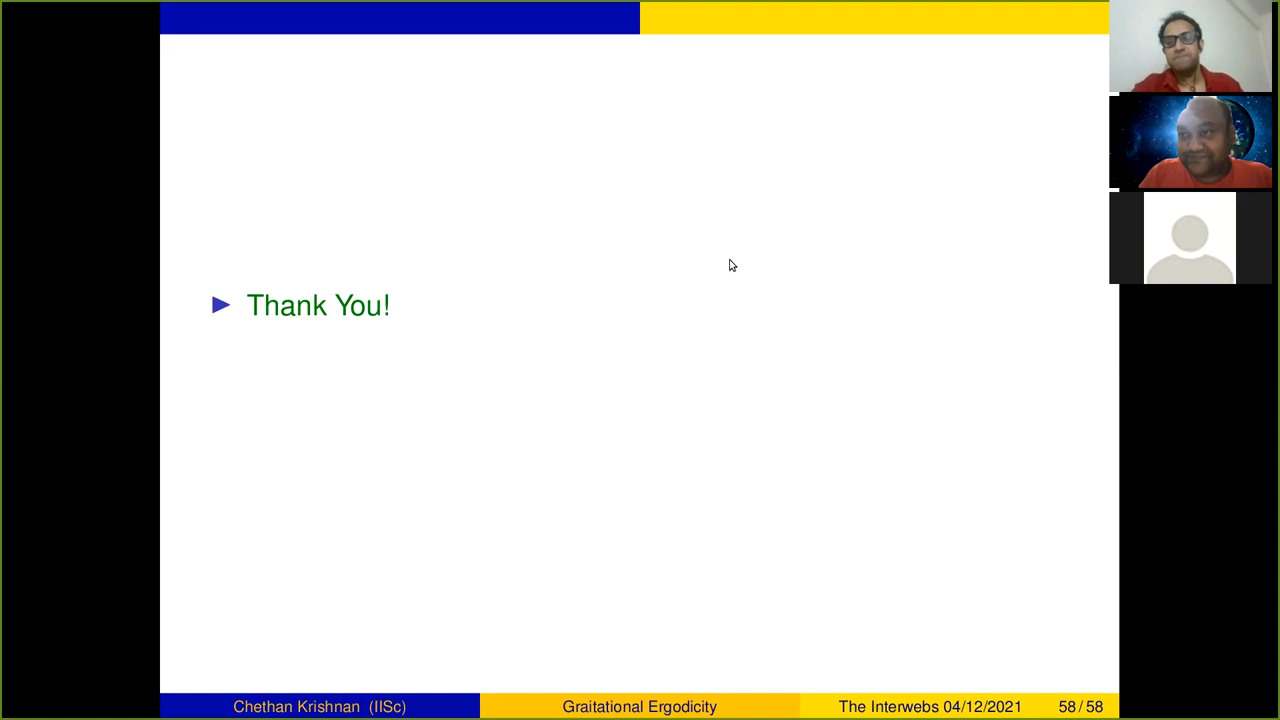 Thank You!
Chethan Krishnan (IISc)
Graitational Ergodicity
The Interwebs 04/12/2021
58 / 58